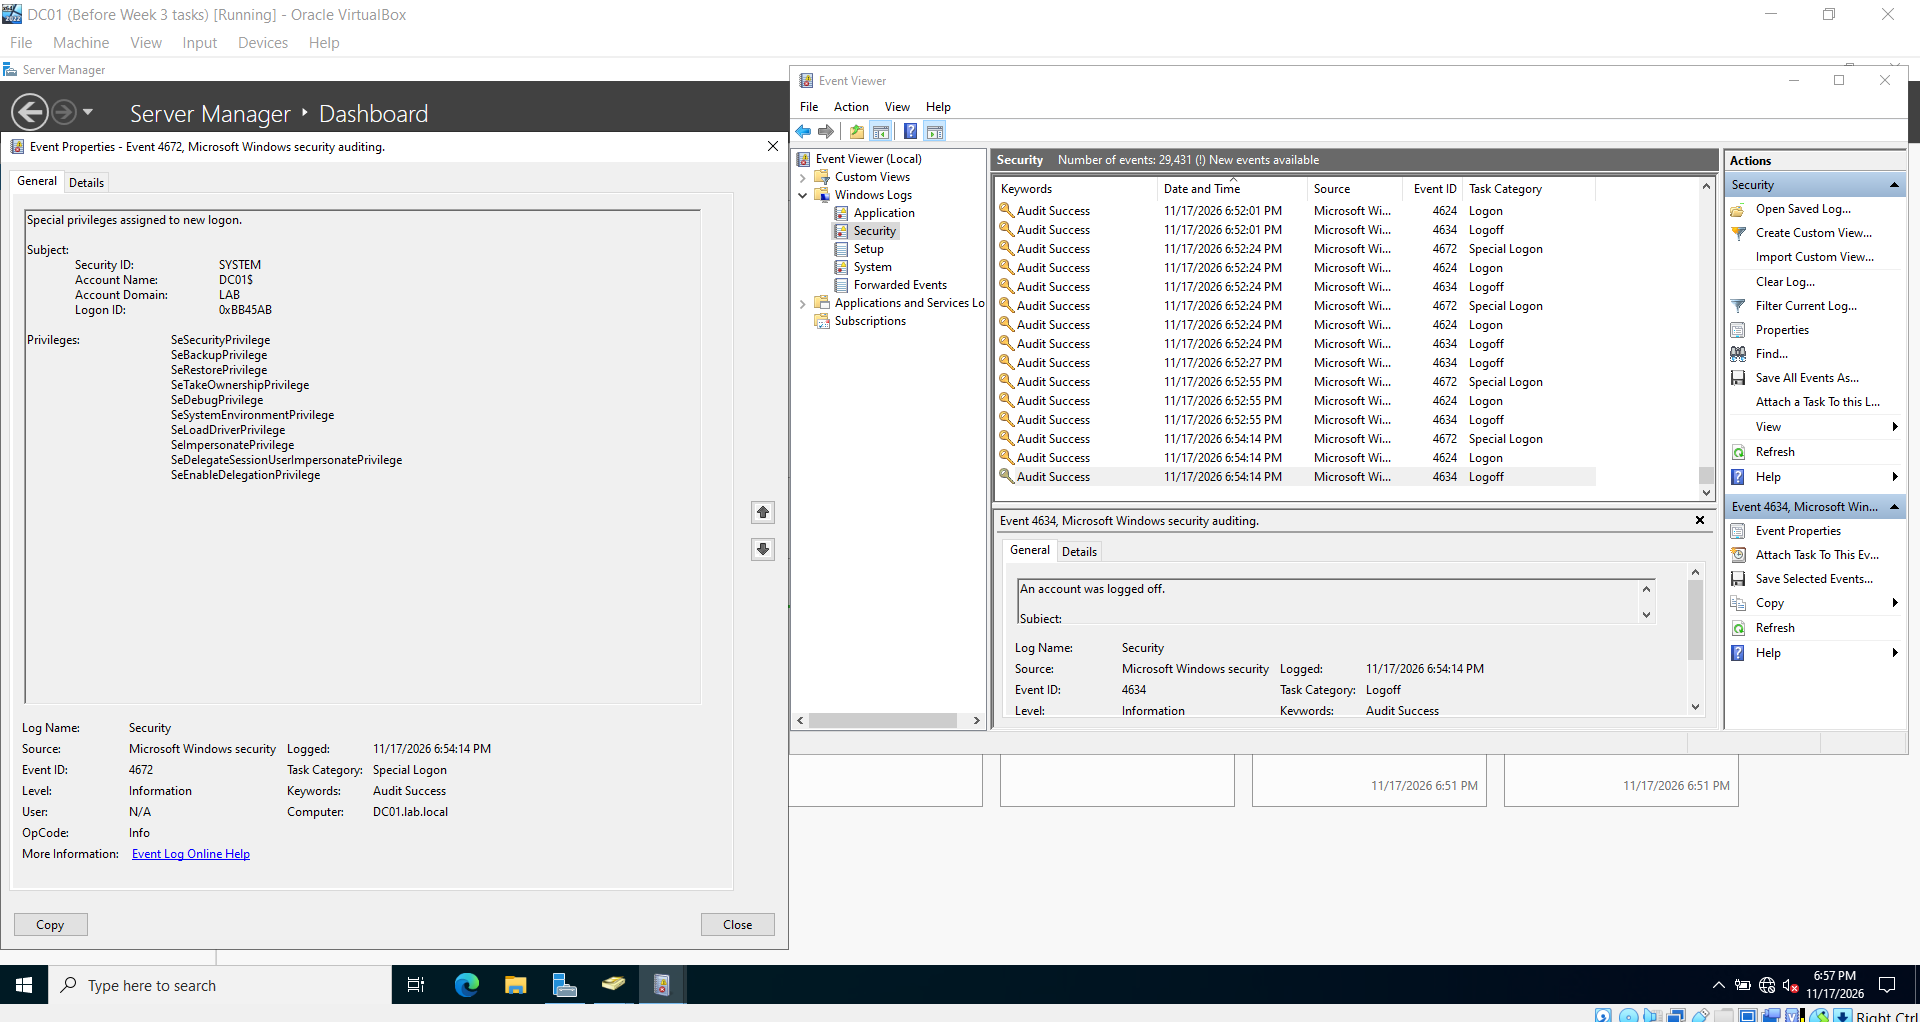 DC01 (Before Week 3 tasks) [Running] - Oracle VirtualBox
File Machine View Input Devices Help
Server Manager
Server Manager Dashboard
Event Properties - Event 4672, Microsoft Windows security auditing.
General Details
Special privileges assigned to new logon.
Subject:
Security ID: SYSTEM
Account Name: DC01$
Account Domain: LAB
Logon ID: 0xBB45AB
Privileges: SeSecurityPrivilege
SeBackupPrivilege
SeRestorePrivilege
SeTakeOwnershipPrivilege
SeDebugPrivilege
SeSystemEnvironmentPrivilege
SeLoadDriverPrivilege
SeImpersonatePrivilege
SeDelegateSessionUserImpersonatePrivilege
SeEnableDelegationPrivilege
Log Name: Security
Source: Microsoft Windows security Logged: 11/17/2026 6:54:14 PM
Event ID: 4672 Task Category: Special Logon
Level: Information Keywords: Audit Success
User: N/A Computer: DC01.lab.local
OpCode: Info
More Information: Event Log Online Help
Copy Close
Event Viewer
File Action View Help
Event Viewer (Local)
Custom Views
Windows Logs
Application
Security
Setup
System
Forwarded Events
Applications and Services Lo
Subscriptions
Security Number of events: 29,431 (!) New events available
Keywords Date and Time Source Event ID Task Category
Audit Success 11/17/2026 6:52:01 PM Microsoft Wi... 4624 Logon
Audit Success 11/17/2026 6:52:01 PM Microsoft Wi... 4634 Logoff
Audit Success 11/17/2026 6:52:24 PM Microsoft Wi... 4672 Special Logon
Audit Success 11/17/2026 6:52:24 PM Microsoft Wi... 4624 Logon
Audit Success 11/17/2026 6:52:24 PM Microsoft Wi... 4634 Logoff
Audit Success 11/17/2026 6:52:24 PM Microsoft Wi... 4672 Special Logon
Audit Success 11/17/2026 6:52:24 PM Microsoft Wi... 4624 Logon
Audit Success 11/17/2026 6:52:24 PM Microsoft Wi... 4634 Logoff
Audit Success 11/17/2026 6:52:27 PM Microsoft Wi... 4634 Logoff
Audit Success 11/17/2026 6:52:55 PM Microsoft Wi... 4672 Special Logon
Audit Success 11/17/2026 6:52:55 PM Microsoft Wi... 4624 Logon
Audit Success 11/17/2026 6:52:55 PM Microsoft Wi... 4634 Logoff
Audit Success 11/17/2026 6:54:14 PM Microsoft Wi... 4672 Special Logon
Audit Success 11/17/2026 6:54:14 PM Microsoft Wi... 4624 Logon
Audit Success 11/17/2026 6:54:14 PM Microsoft Wi... 4634 Logoff
Event 4634, Microsoft Windows security auditing.
General Details
An account was logged off.
Subject:
Log Name: Security
Source: Microsoft Windows security Logged: 11/17/2026 6:54:14 PM
Event ID: 4634 Task Category: Logoff
Level: Information Keywords: Audit Success
Actions
Security
Open Saved Log...
Create Custom View...
Import Custom View...
Clear Log...
Filter Current Log...
Properties
Find...
Save All Events As...
Attach a Task To this L...
View
Refresh
Help
Event 4634, Microsoft Win...
Event Properties
Attach Task To This Ev...
Save Selected Events...
Copy
Refresh
Help
11/17/2026 6:51 PM 11/17/2026 6:51 PM
Type here to search
6:57 PM
11/17/2026
Right Ctrl